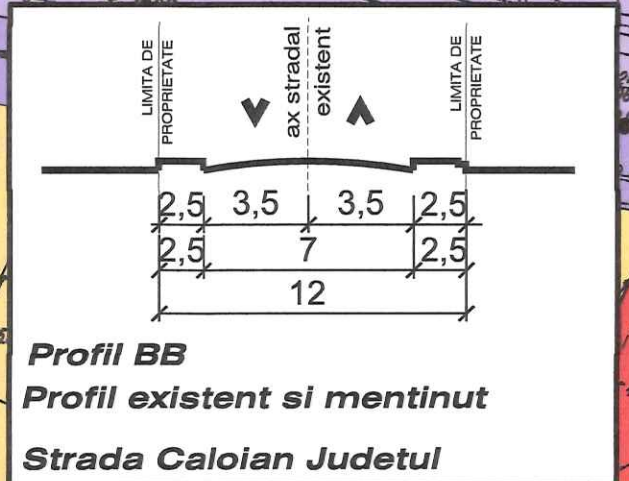 LIMITA DE
PROPRIETATE
ax stradal
existent
LIMITA DE
PROPRIETATE
2,5 3,5 3,5 2,5
2,5 7 2,5
12
Profil BB
Profil existent si mentinut
Strada Caloian Judetul